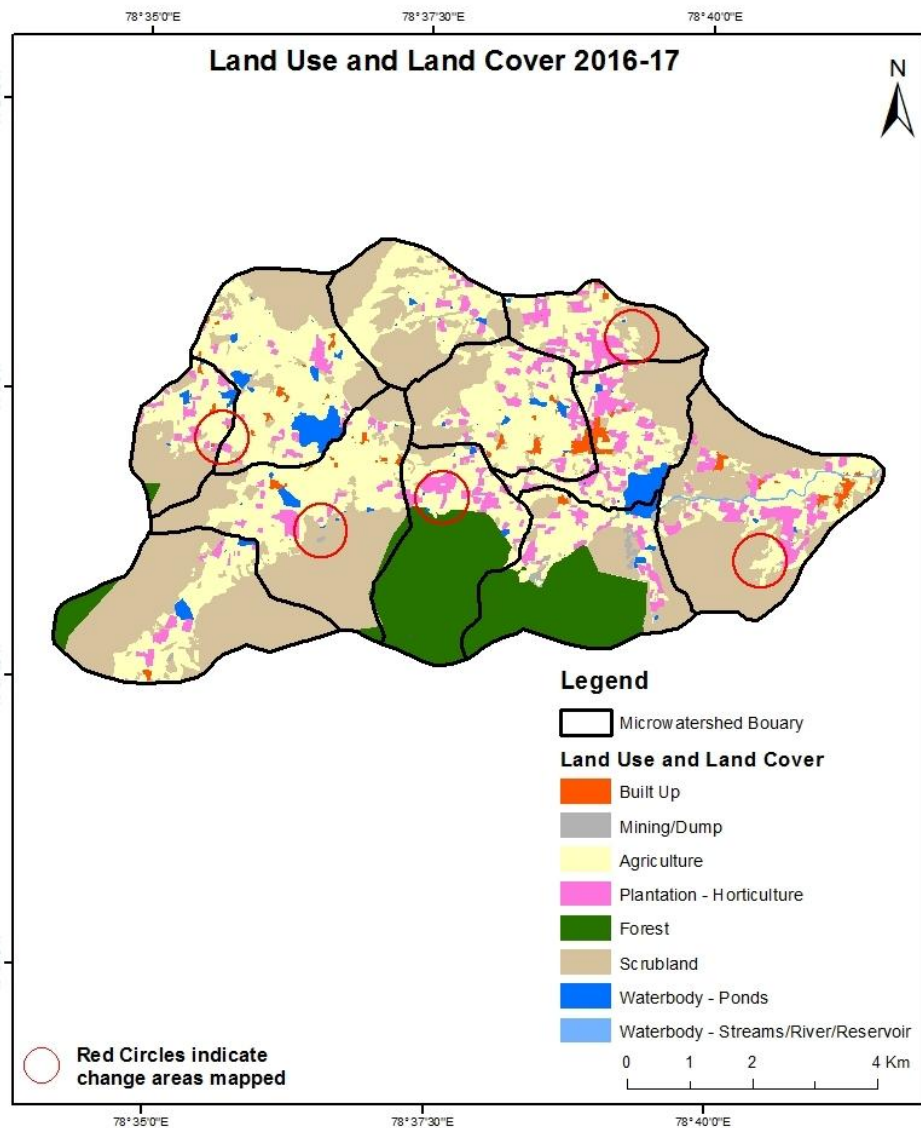 78°35'0"E 78°37'30"E 78°40'0"E
Land Use and Land Cover 2016-17
N
Legend
Microwatershed Bouary
Land Use and Land Cover
Built Up
Mining/Dump
Agriculture
Plantation - Horticulture
Forest
Scrubland
Waterbody - Ponds
Waterbody - Streams/River/Reservoir
Red Circles indicate
change areas mapped
0 1 2 4 Km
78°35'0"E 78°37'30"E 78°40'0"E